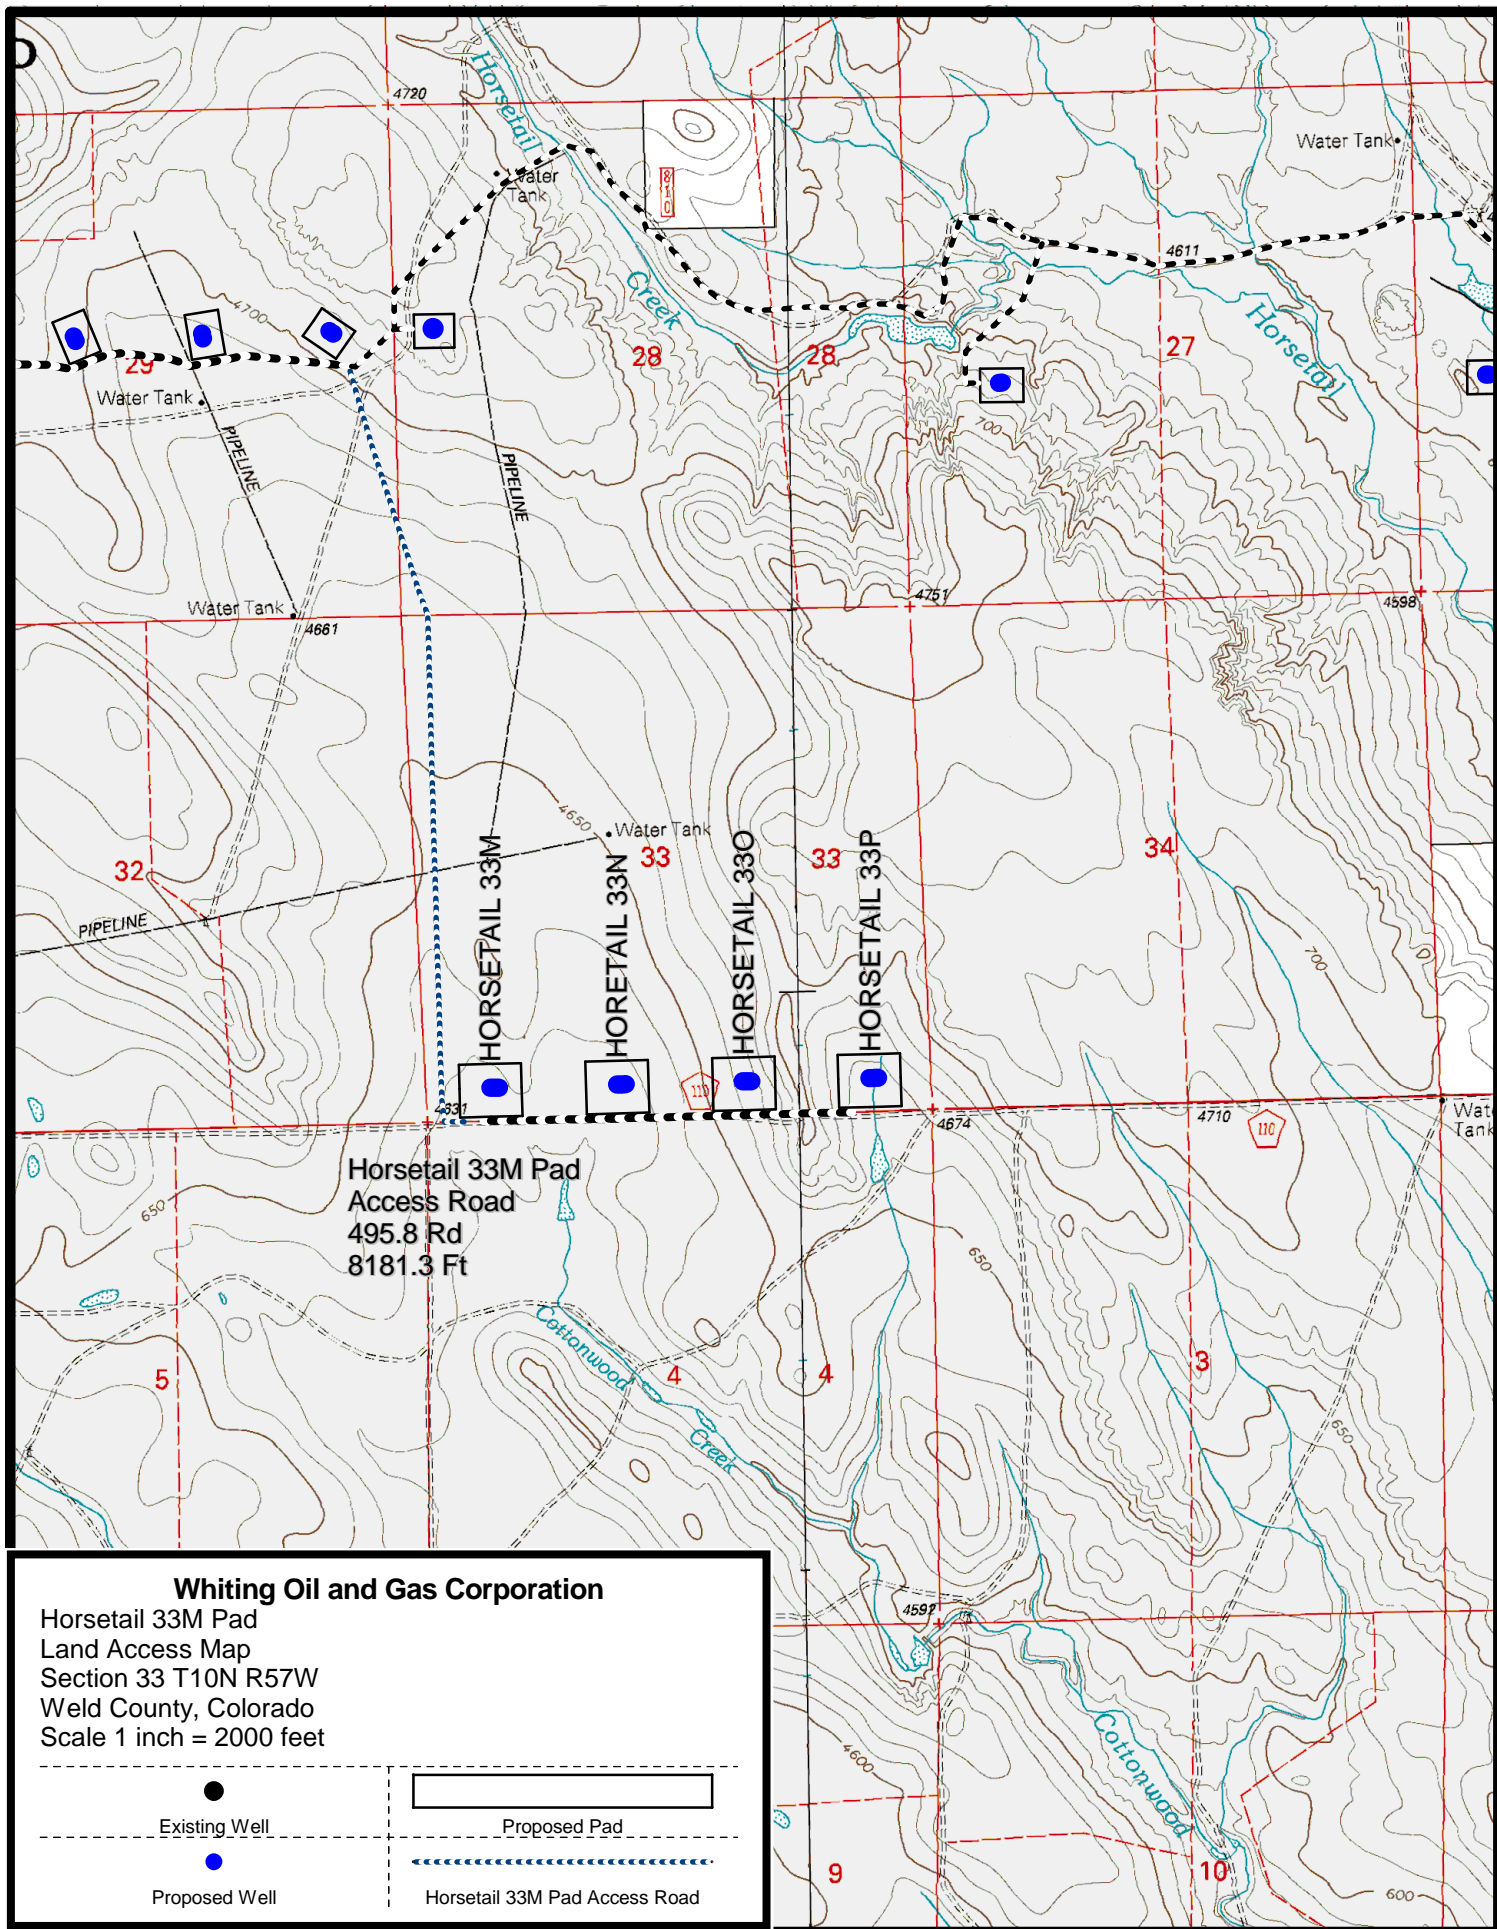 4720
Horsetail
Water Tank
Water
Tank
810
Creek
4611
Horsetail
4700
29
28
28
27
Water Tank
PIPELINE
PIPELINE
700
Water Tank
4661
4751
4598
4650
Water Tank
32
33
33
34
PIPELINE
HORSETAIL 33M
HORETAIL 33N
HORSETAIL 33O
HORSETAIL 33P
700
110
4631
4674
4710
110
Tank
Horsetail 33M Pad
Access Road
495.8 Rd
8181.3 Ft
650
650
Cottonwood
Creek
5
4
4
3
650
4592
4600
Cottonwood
9
10
600
Whiting Oil and Gas Corporation
Horsetail 33M Pad
Land Access Map
Section 33 T10N R57W
Weld County, Colorado
Scale 1 inch = 2000 feet
Existing Well
Proposed Pad
Proposed Well
Horsetail 33M Pad Access Road